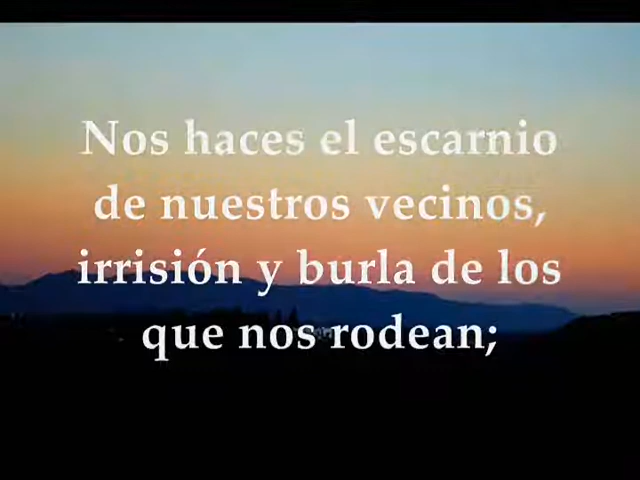 Nos haces el escarnio
de nuestros vecinos,
irrisión y burla de los
que nos rodean;